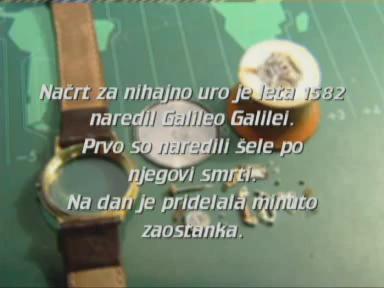 Načrt za nihajno uro je leta 1582
naredil Galileo Galilei.
Prvo so naredili šele po
njegovi smrti.
Na dan je pridelala minuto
zaostanka.